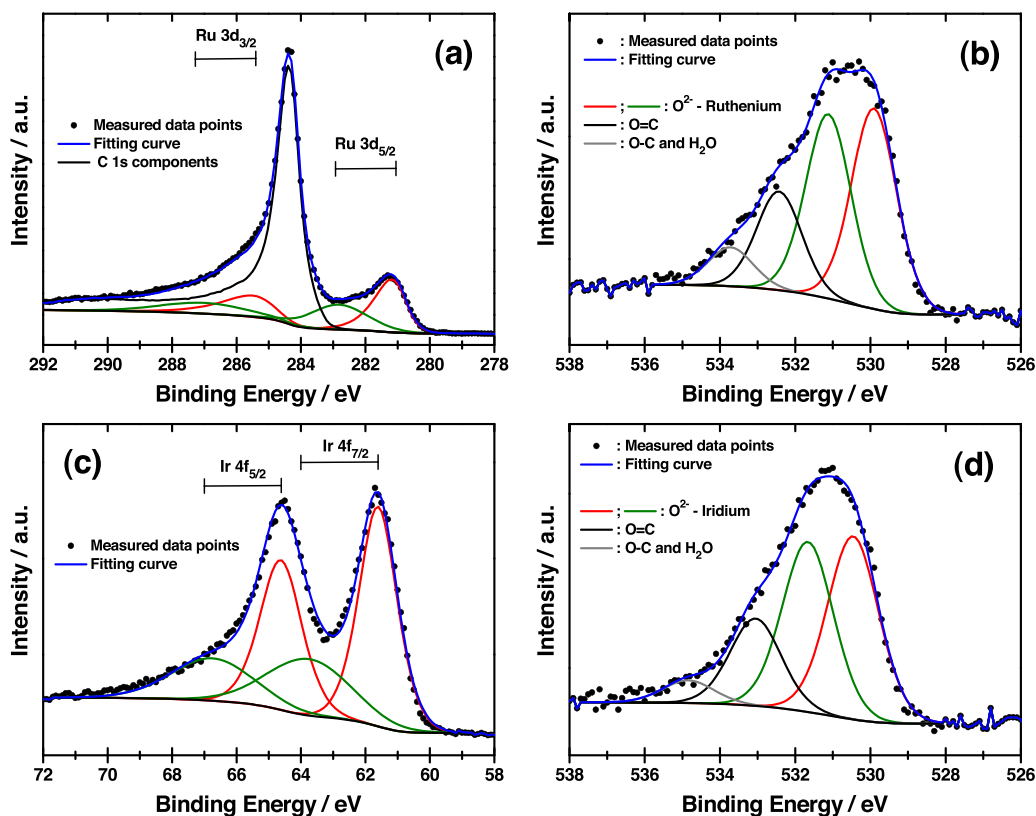 (a)
Ru 3d3/2
Ru 3d5/2
Measured data points
Fitting curve
C 1s components
Intensity / a.u.
292 290 288 286 284 282 280 278
Binding Energy / eV
(b)
: Measured data points
: Fitting curve
; : O2- - Ruthenium
: O=C
: O-C and H2O
Intensity / a.u.
538 536 534 532 530 528 526
Binding Energy / eV
(c)
Ir 4f7/2
Ir 4f5/2
Measured data points
Fitting curve
Intensity / a.u.
72 70 68 66 64 62 60 58
Binding Energy / eV
(d)
: Measured data points
: Fitting curve
; : O2- - Iridium
: O=C
: O-C and H2O
Intensity / a.u.
538 536 534 532 530 528 526
Binding Energy / eV